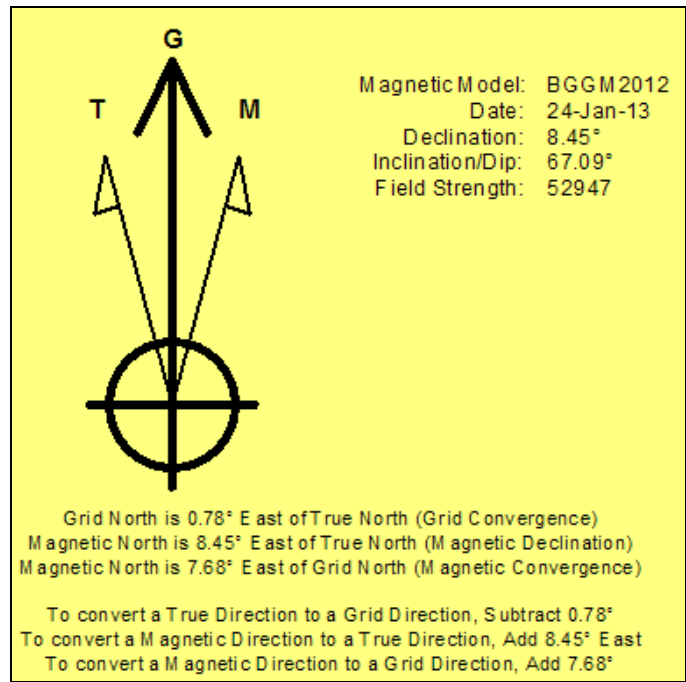 G
T M
Magnetic Model: BGGM2012
Date: 24-Jan-13
Declination: 8.45°
Inclination/Dip: 67.09°
Field Strength: 52947
Grid North is 0.78° East of True North (Grid Convergence)
Magnetic North is 8.45° East of True North (Magnetic Declination)
Magnetic North is 7.68° East of Grid North (Magnetic Convergence)
To convert a True Direction to a Grid Direction, Subtract 0.78°
To convert a Magnetic Direction to a True Direction, Add 8.45° East
To convert a Magnetic Direction to a Grid Direction, Add 7.68°